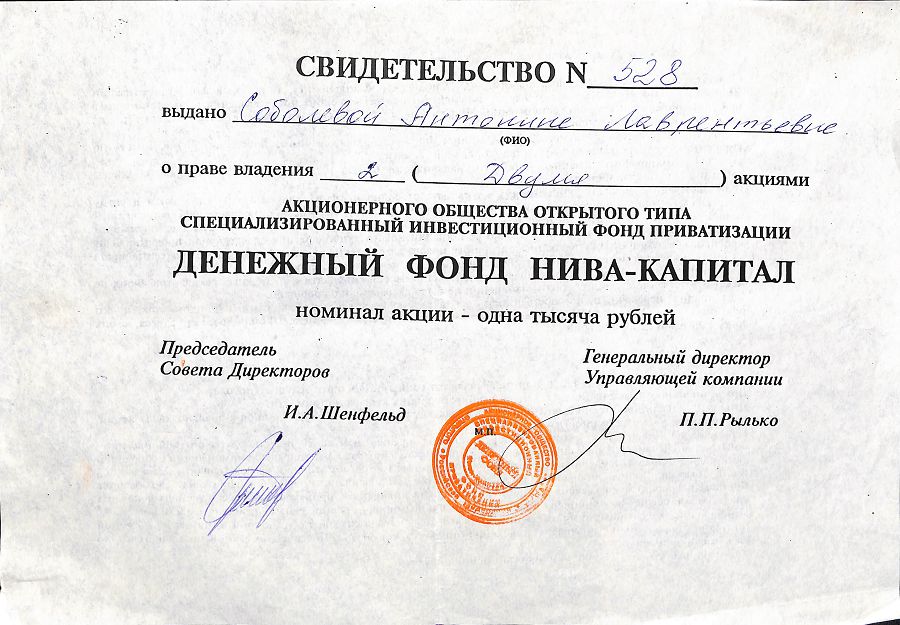 СВИДЕТЕЛЬСТВО N 528
выдано Соболевой Антонине Лаврентьевне
(ФИО)
о праве владения 2 ( Двумя ) акциями
АКЦИОНЕРНОГО ОБЩЕСТВА ОТКРЫТОГО ТИПА
СПЕЦИАЛИЗИРОВАННЫЙ ИНВЕСТИЦИОННЫЙ ФОНД ПРИВАТИЗАЦИИ
ДЕНЕЖНЫЙ ФОНД НИВА-КАПИТАЛ
номинал акции - одна тысяча рублей
Председатель
Совета Директоров
И.А.Шенфельд
Генеральный директор
Управляющей компании
П.П.Рылько
М.П.